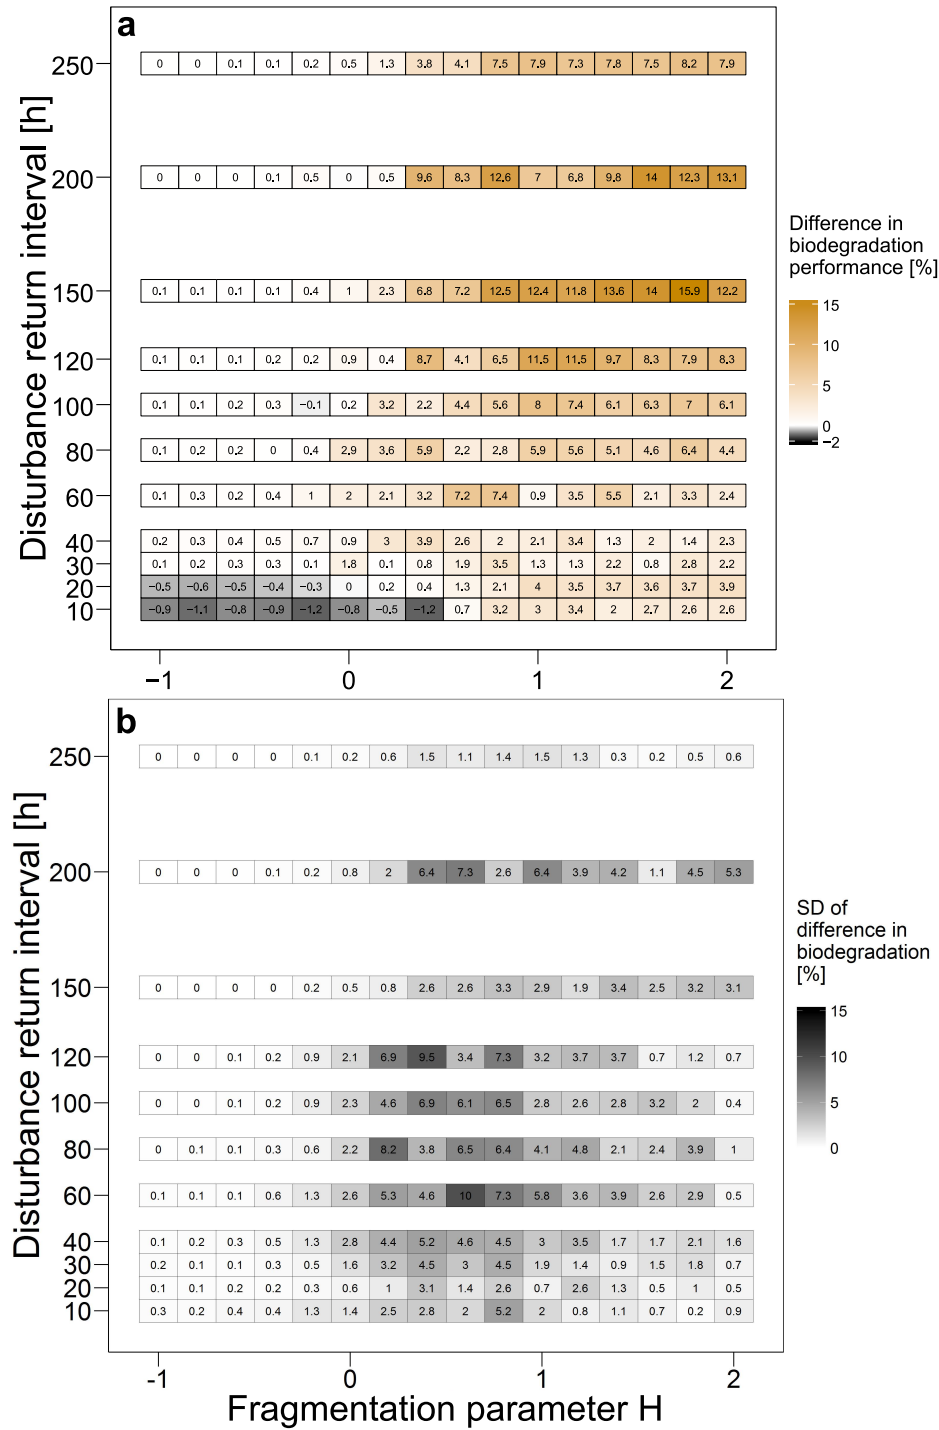 a
Disturbance return interval [h]
250 0 0 0.1 0.1 0.2 0.5 1.3 3.8 4.1 7.5 7.9 7.3 7.8 7.5 8.2 7.9
200 0 0 0 0.1 0.5 0 0.5 9.6 8.3 12.6 7 6.8 9.8 14 12.3 13.1
150 0.1 0.1 0.1 0.1 0.4 1 2.3 6.8 7.2 12.5 12.4 11.8 13.6 14 15.9 12.2
120 0.1 0.1 0.1 0.2 0.2 0.9 0.4 8.7 4.1 6.5 11.5 11.5 9.7 8.3 7.9 8.3
100 0.1 0.1 0.2 0.3 −0.1 0.2 3.2 2.2 4.4 5.6 8 7.4 6.1 6.3 7 6.1
80 0.1 0.2 0.2 0 0.4 2.9 3.6 5.9 2.2 2.8 5.9 5.6 5.1 4.6 6.4 4.4
60 0.1 0.3 0.2 0.4 1 2 2.1 3.2 7.2 7.4 0.9 3.5 5.5 2.1 3.3 2.4
40 0.2 0.3 0.4 0.5 0.7 0.9 3 3.9 2.6 2 2.1 3.4 1.3 2 1.4 2.3
30 0.1 0.2 0.3 0.3 0.1 1.8 0.1 0.8 1.9 3.5 1.3 1.3 2.2 0.8 2.8 2.2
20 −0.5 −0.6 −0.5 −0.4 −0.3 0 0.2 0.4 1.3 2.1 4 3.5 3.7 3.6 3.7 3.9
10 −0.9 −1.1 −0.8 −0.9 −1.2 −0.8 −0.5 −1.2 0.7 3.2 3 3.4 2 2.7 2.6 2.6
−1 0 1 2
Difference in
biodegradation
performance [%]
15
10
5
0
−2
b
Disturbance return interval [h]
250 0 0 0 0 0.1 0.2 0.6 1.5 1.1 1.4 1.5 1.3 0.3 0.2 0.5 0.6
200 0 0 0 0.1 0.2 0.8 2 6.4 7.3 2.6 6.4 3.9 4.2 1.1 4.5 5.3
150 0 0 0 0 0.2 0.5 0.8 2.6 2.6 3.3 2.9 1.9 3.4 2.5 3.2 3.1
120 0 0 0.1 0.2 0.9 2.1 6.9 9.5 3.4 7.3 3.2 3.7 3.7 0.7 1.2 0.7
100 0 0 0.1 0.2 0.9 2.3 4.6 6.9 6.1 6.5 2.8 2.6 2.8 3.2 2 0.4
80 0 0.1 0.1 0.3 0.6 2.2 8.2 3.8 6.5 6.4 4.1 4.8 2.1 2.4 3.9 1
60 0.1 0.1 0.1 0.6 1.3 2.6 5.3 4.6 10 7.3 5.8 3.6 3.9 2.6 2.9 0.5
40 0.1 0.2 0.3 0.5 1.3 2.8 4.4 5.2 4.6 4.5 3 3.5 1.7 1.7 2.1 1.6
30 0.2 0.1 0.1 0.3 0.5 1.6 3.2 4.5 3 4.5 1.9 1.4 0.9 1.5 1.8 0.7
20 0.1 0.1 0.2 0.2 0.3 0.6 1 3.1 1.4 2.6 0.7 2.6 1.3 0.5 1 0.5
10 0.3 0.2 0.4 0.4 1.3 1.4 2.5 2.8 2 5.2 2 0.8 1.1 0.7 0.2 0.9
-1 0 1 2
Fragmentation parameter H
SD of
difference in
biodegradation
[%]
15
10
5
0